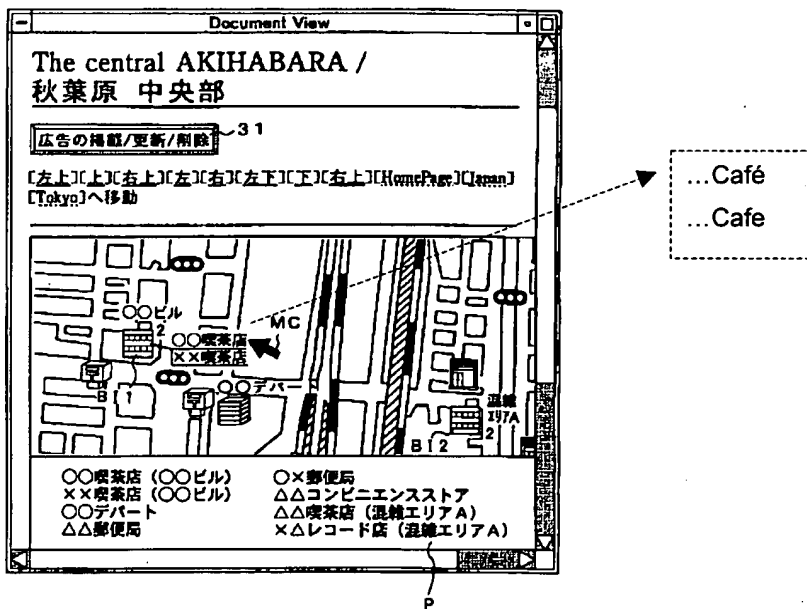 Document View
The central AKIHABARA /
秋葉原 中央部
広告の掲載/更新/削除
31
[左上][上][右上][左][右][左下][下][右上][HomePage][Japan]
[Tokyo]へ移動
...Café
...Cafe
○○ビル
2
MC
○○喫茶店
××喫茶店
BI1
○○デパート
混雑
エリアA
2
BI2
○○喫茶店(○○ビル) ○×郵便局
××喫茶店(○○ビル) △△コンビニエンスストア
○○デパート △△喫茶店(混雑エリアA)
△△郵便局 ×△レコード店(混雑エリアA)
P